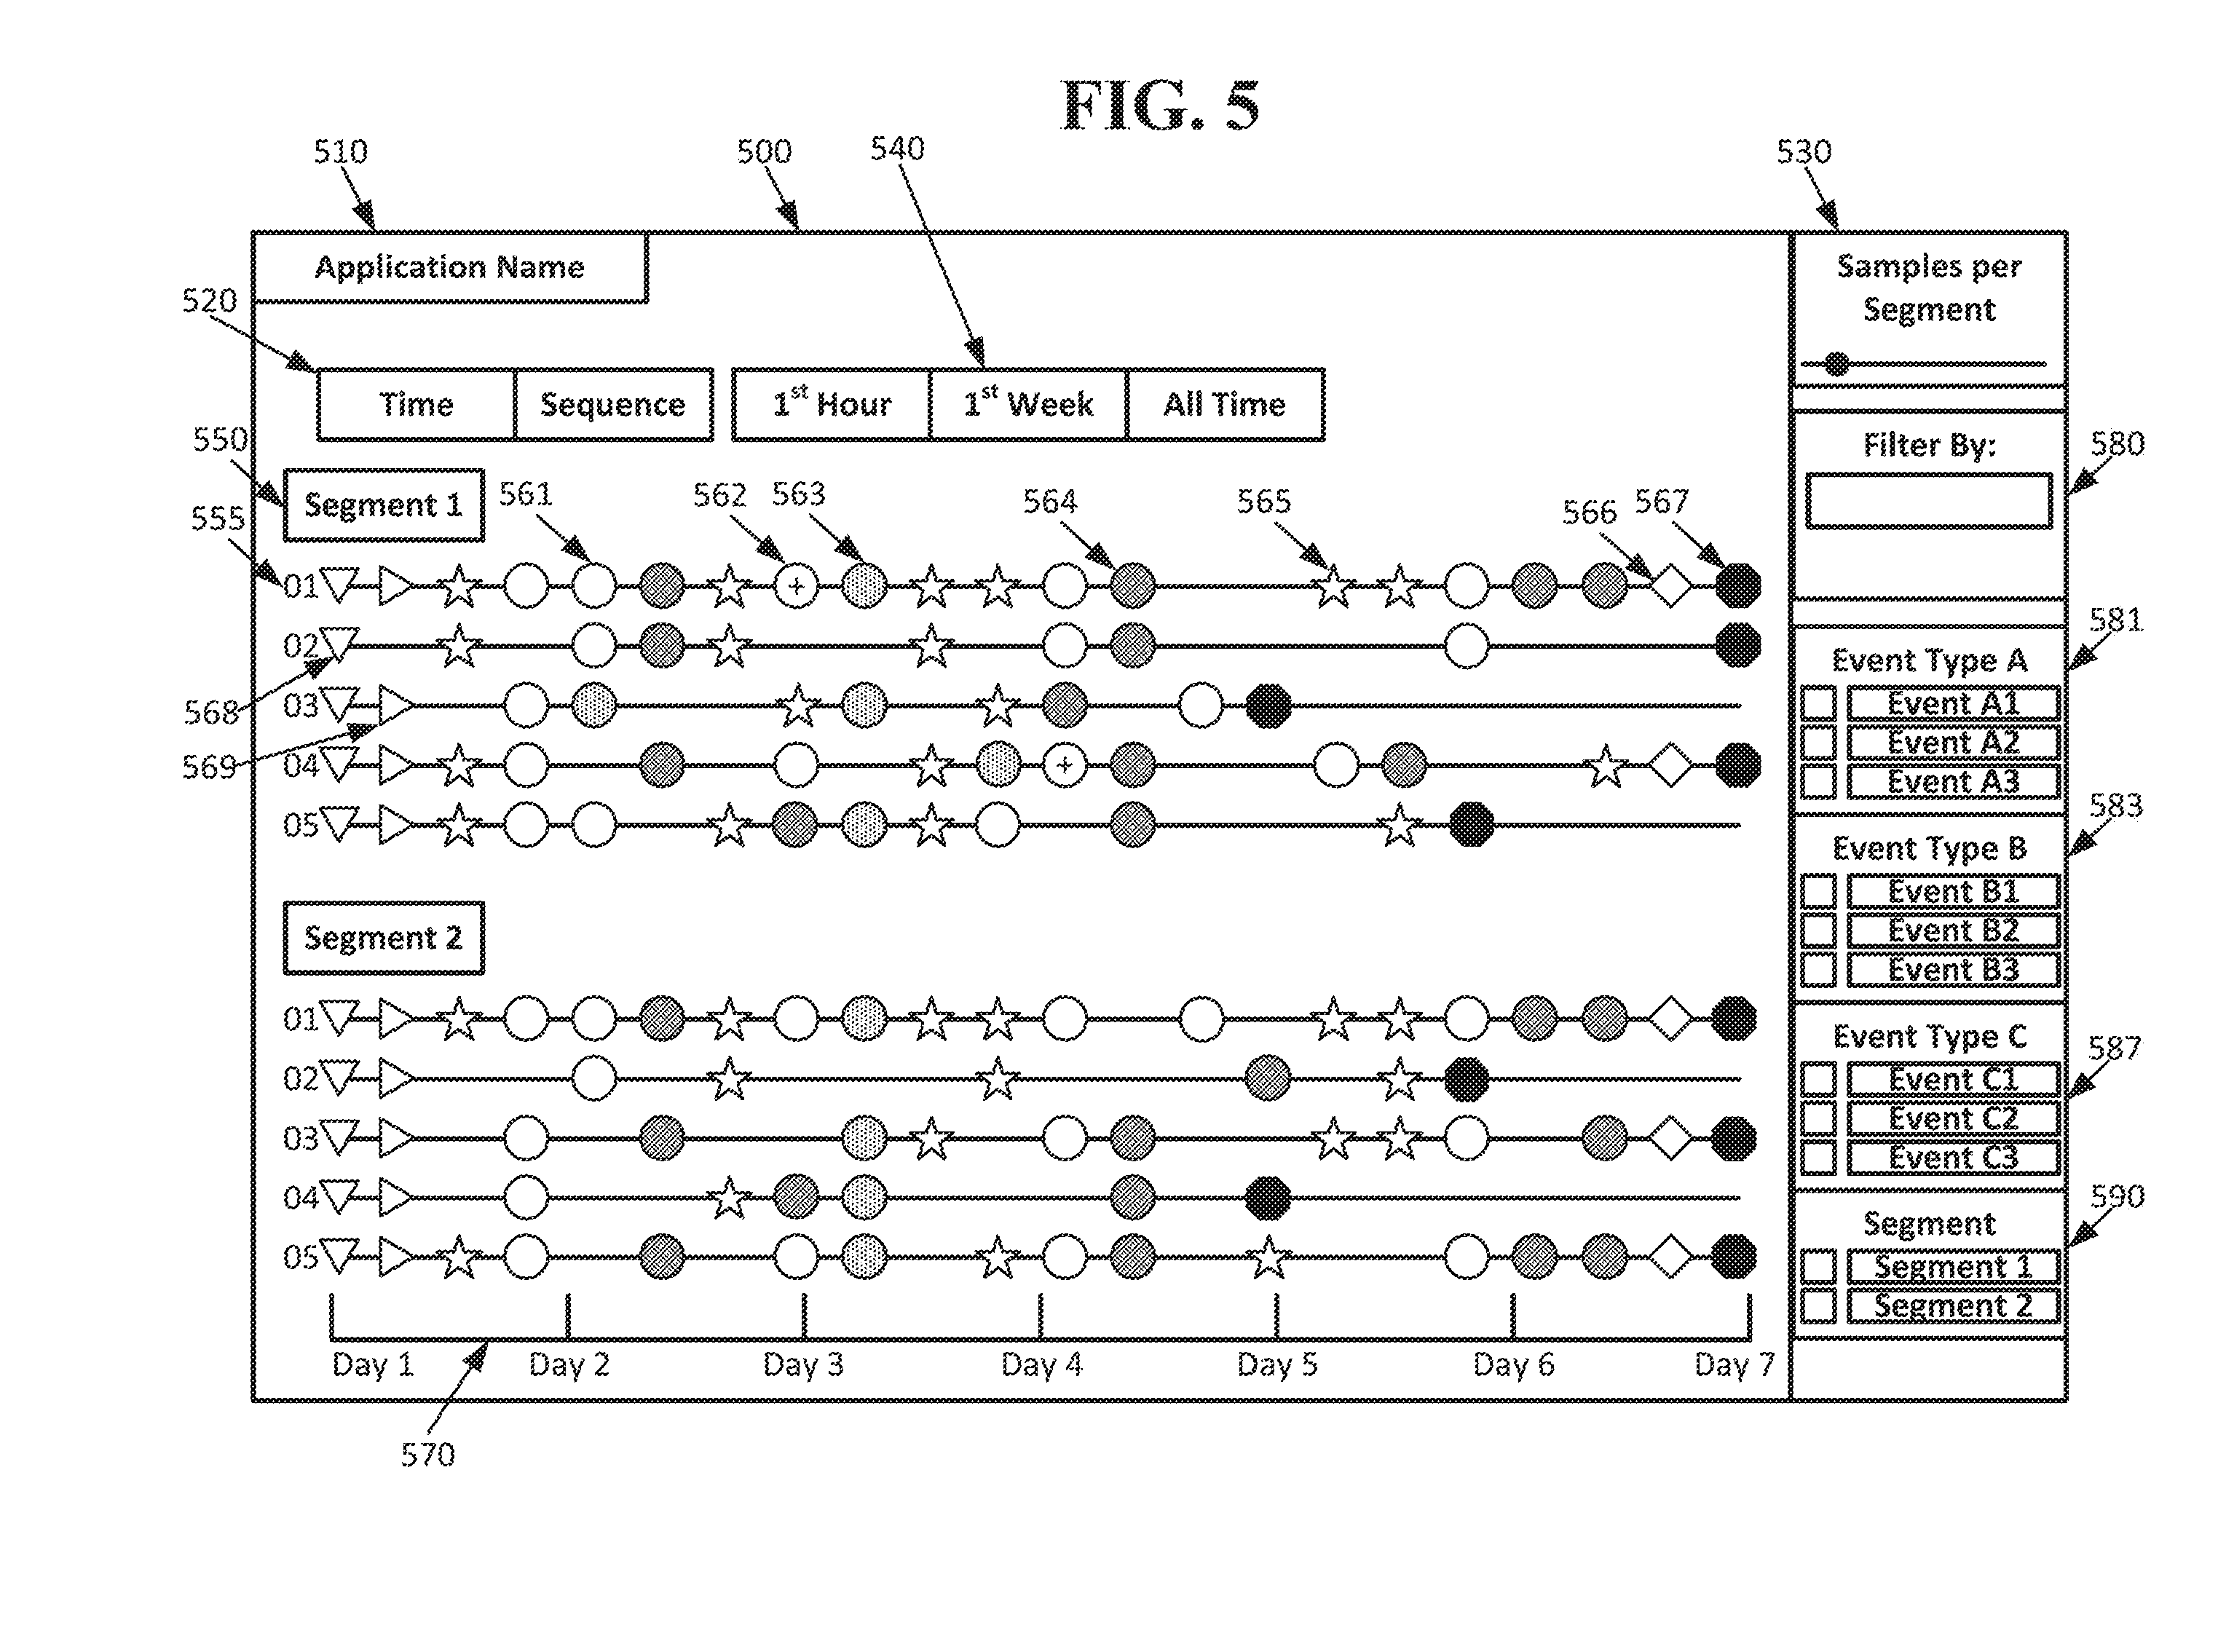 FIG. 5
510
500
540
530
Application Name
Samples per
Segment
520
Time
Sequence
1st Hour
1st Week
All Time
550
Filter By:
580
Segment 1
561
562
563
564
565
566
567
555
01
02
03
04
05
568
569
581
Event Type A
Event A1
Event A2
Event A3
583
Event Type B
Event B1
Event B2
Event B3
Segment 2
01
02
03
04
05
Event Type C
587
Event C1
Event C2
Event C3
590
Segment
Segment 1
Segment 2
Day 1
Day 2
Day 3
Day 4
Day 5
Day 6
Day 7
570